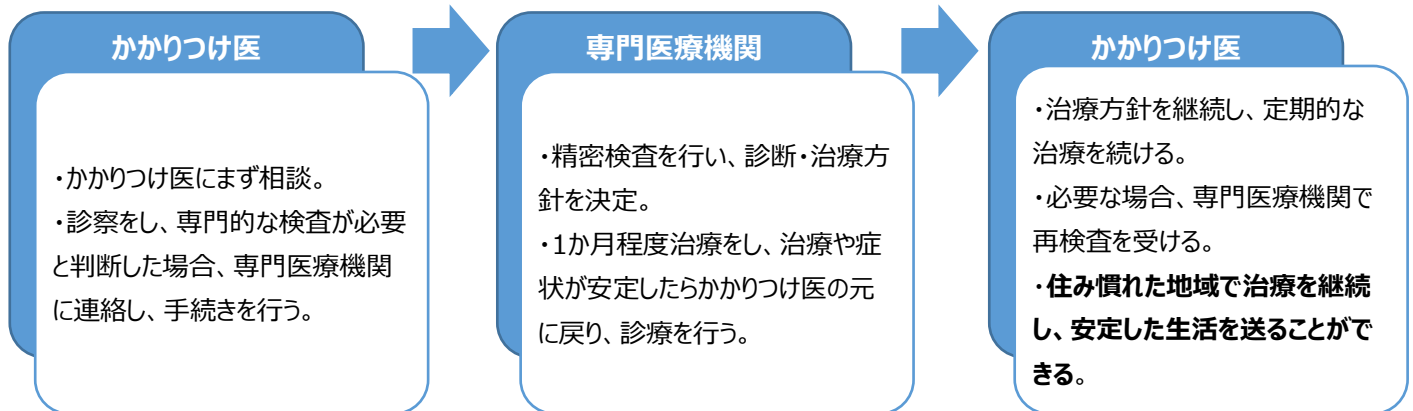 かかりつけ医
・かかりつけ医にまず相談。
・診察をし、専門的な検査が必要
と判断した場合、専門医療機関
に連絡し、手続きを行う。
専門医療機関
・精密検査を行い、診断・治療方
針を決定。
・1か月程度治療をし、治療や症
状が安定したらかかりつけ医の元
に戻り、診療を行う。
かかりつけ医
・治療方針を継続し、定期的な
治療を続ける。
・必要な場合、専門医療機関で
再検査を受ける。
・住み慣れた地域で治療を継続
し、安定した生活を送ることがで
きる。